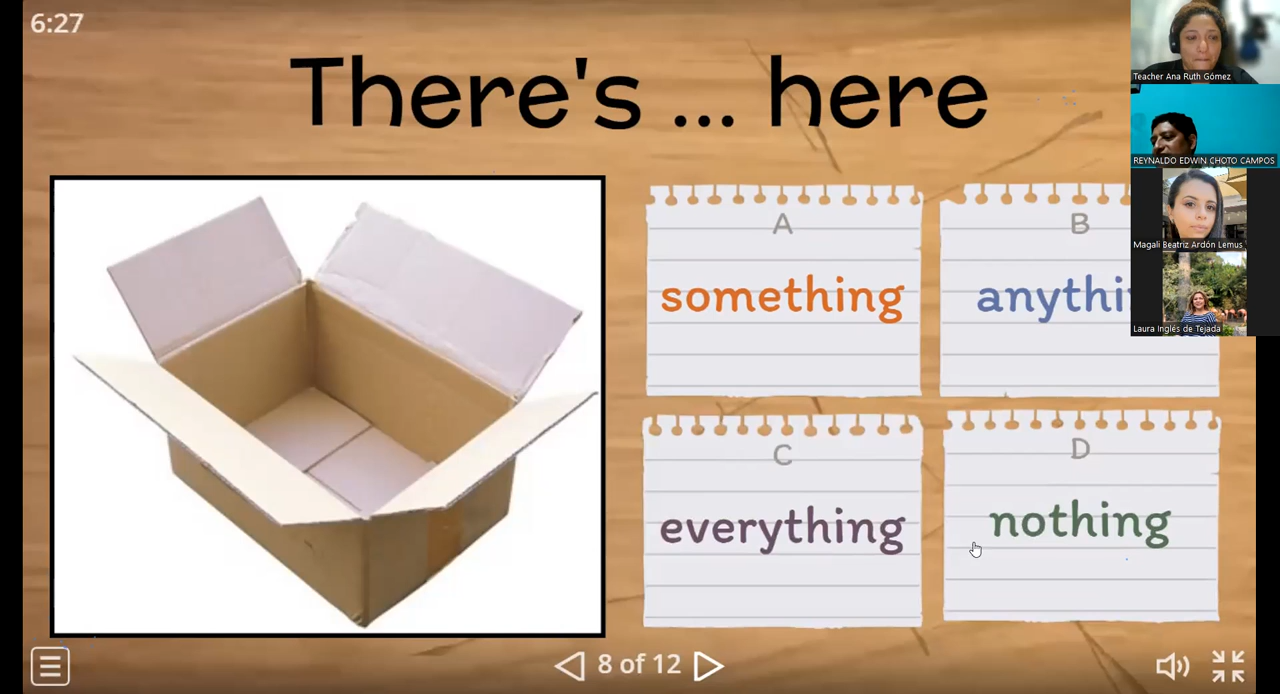 6:27
There's ... here
Teacher Ana Ruth Gómez
REYNALDO EDWIN CHOTO CAMPOS
Magali Beatriz Ardón Lemus
Laura Inglés de Tejada
A
something
B
C
everything
D
nothing
8 of 12